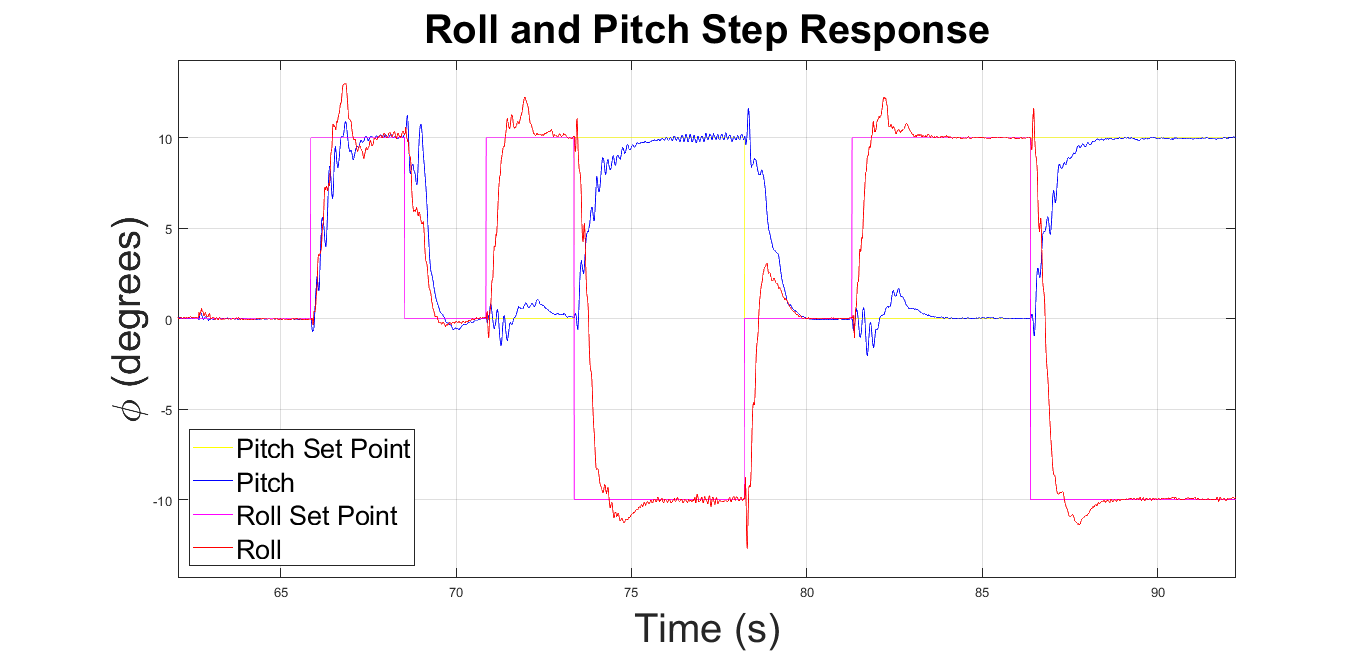 Roll and Pitch Step Response
ϕ (degrees)
10
5
0
-5
-10
Pitch Set Point
Pitch
Roll Set Point
Roll
65 70 75 80 85 90
Time (s)